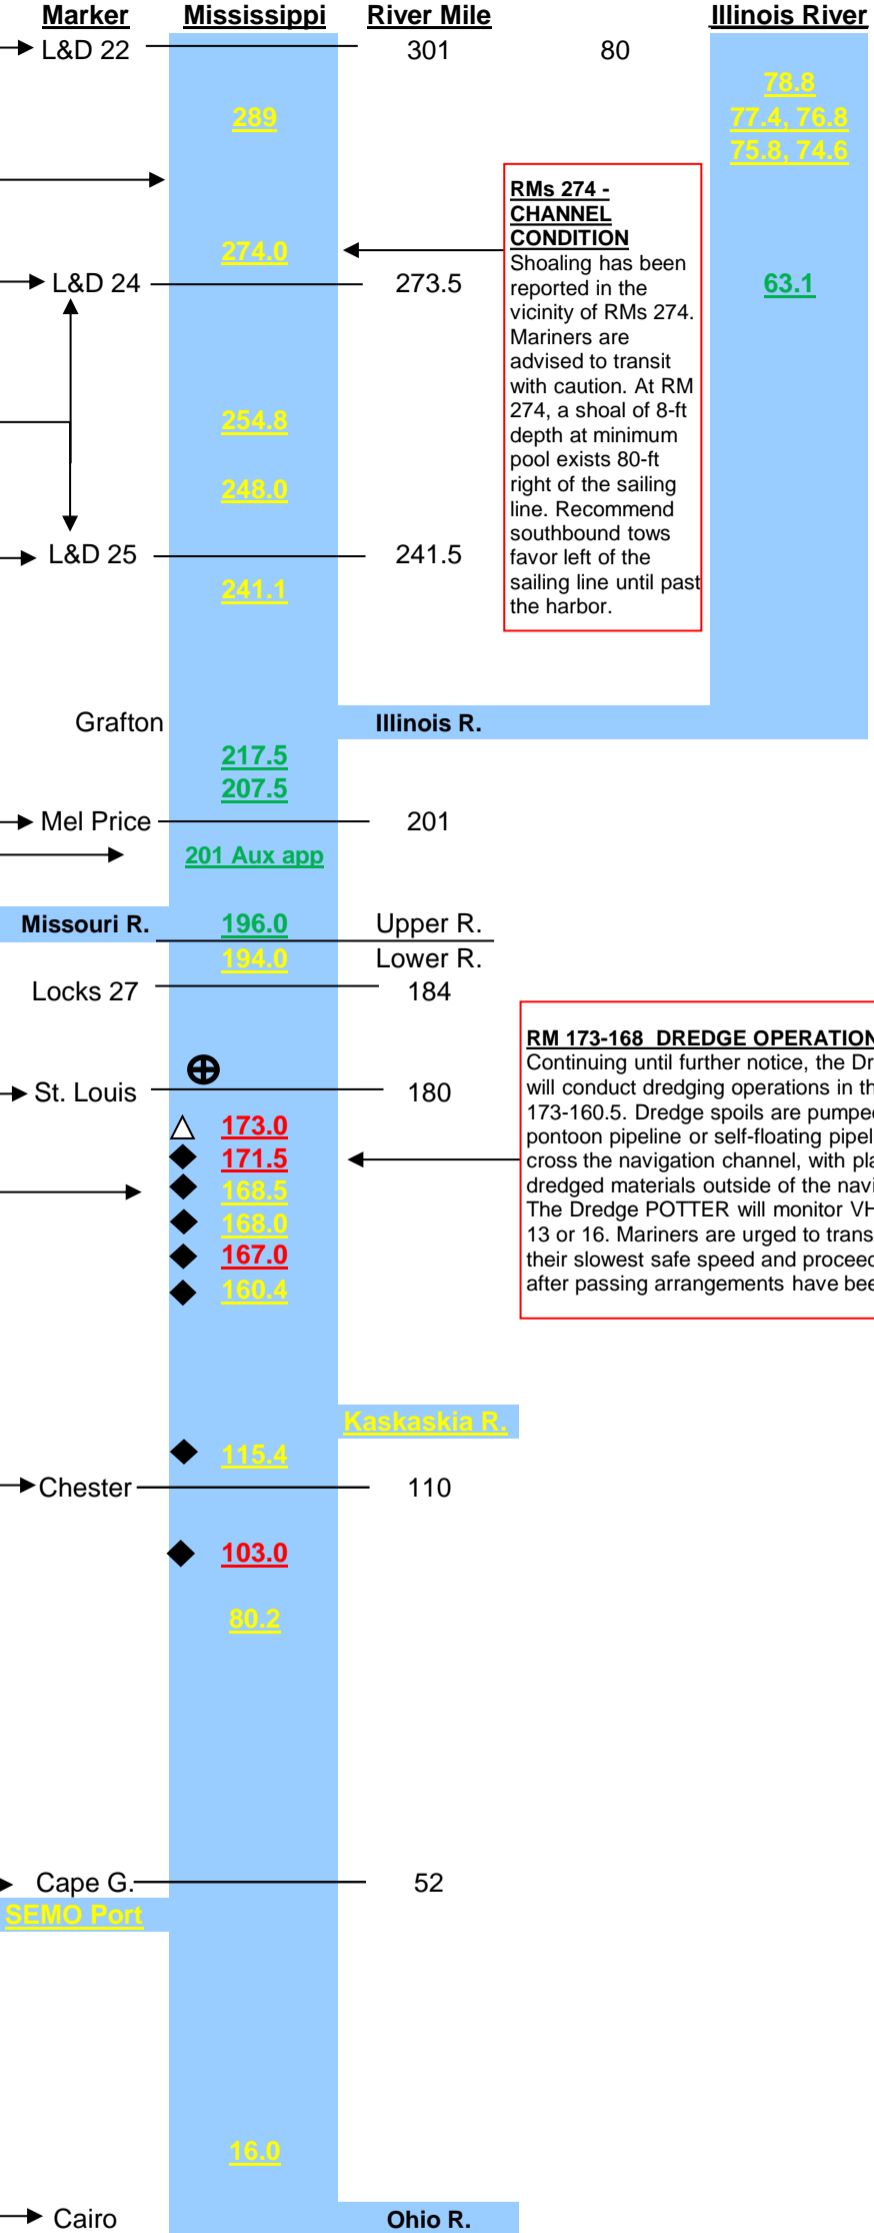 Marker Mississippi River Mile Illinois River
L&D 22 301 80
78.8
289 77.4, 76.8
75.8, 74.6
RMs 274 -
CHANNEL
CONDITION
Shoaling has been
reported in the
vicinity of RMs 274.
Mariners are
advised to transit
with caution. At RM
274, a shoal of 8-ft
depth at minimum
pool exists 80-ft
right of the sailing
line. Recommend
southbound tows
favor left of the
sailing line until past
the harbor.
274.0
L&D 24 273.5 63.1
254.8
248.0
L&D 25 241.5
241.1
Grafton Illinois R.
217.5
207.5
Mel Price 201
201 Aux app
Missouri R. 196.0 Upper R.
194.0 Lower R.
Locks 27 184
St. Louis 180
RM 173-168 DREDGE OPERATION
Continuing until further notice, the Dr
will conduct dredging operations in th
173-160.5. Dredge spoils are pumped
pontoon pipeline or self-floating pipel
cross the navigation channel, with pla
dredged materials outside of the navi
The Dredge POTTER will monitor VH
13 or 16. Mariners are urged to trans
their slowest safe speed and proceed
after passing arrangements have bee
173.0
171.5
168.5
168.0
167.0
160.4
Kaskaskia R.
115.4
Chester 110
103.0
80.2
Cape G. 52
SEMO Port
16.0
Cairo Ohio R.